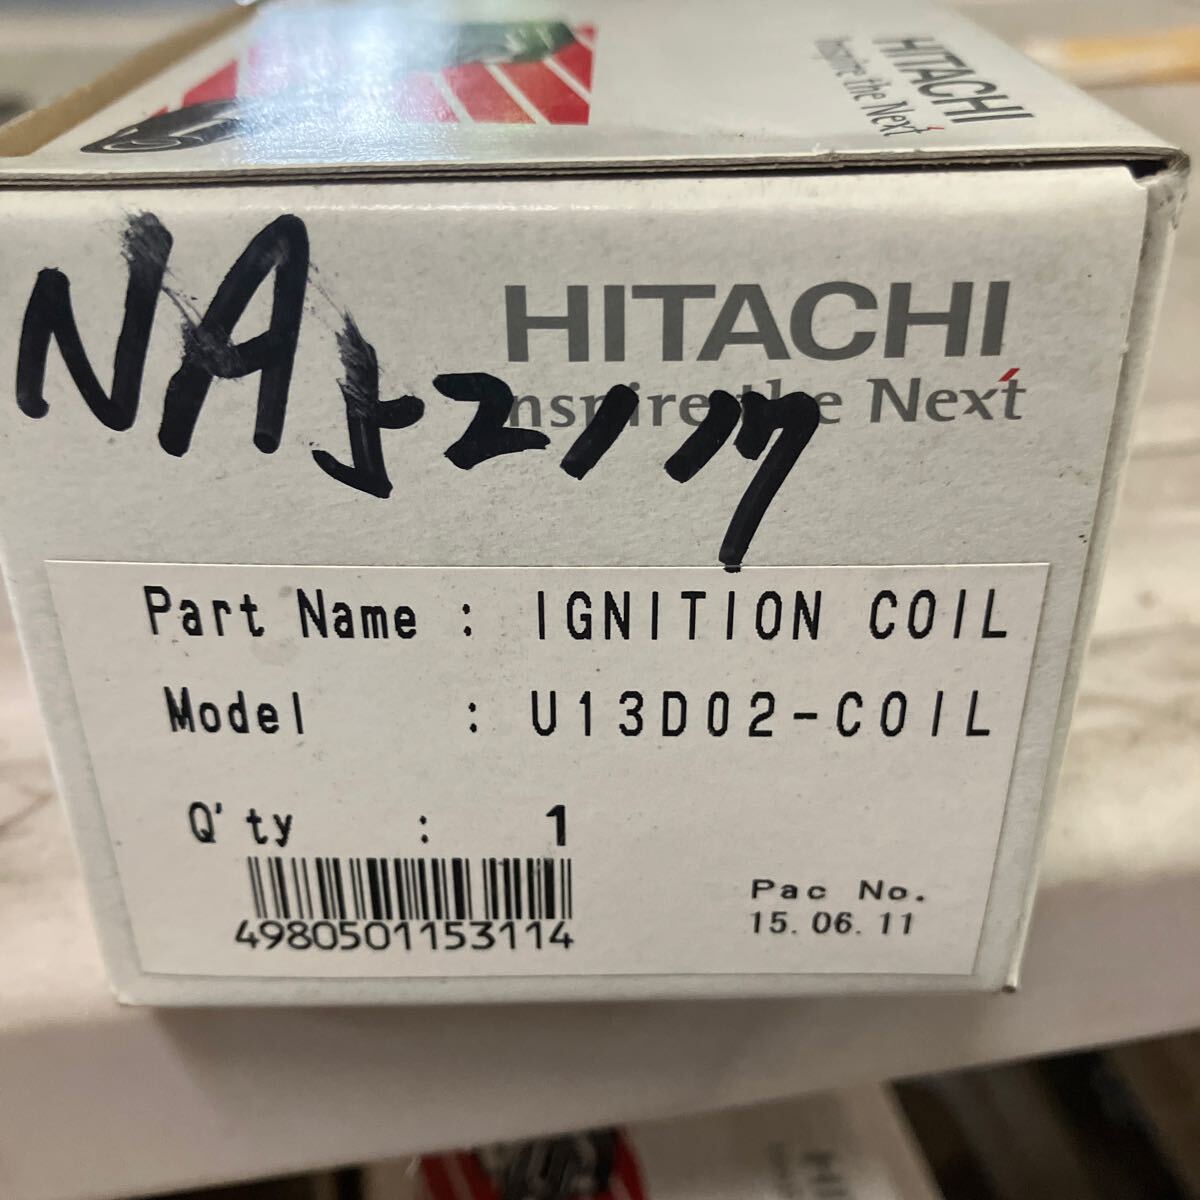 HITACHI
Inspire the Next
HITACHI
Inspire the Next
Part Name : IGNITION COIL
Model : U13D02-COIL
Q'ty : 1
4980501153114
Pac No.
15.06.11